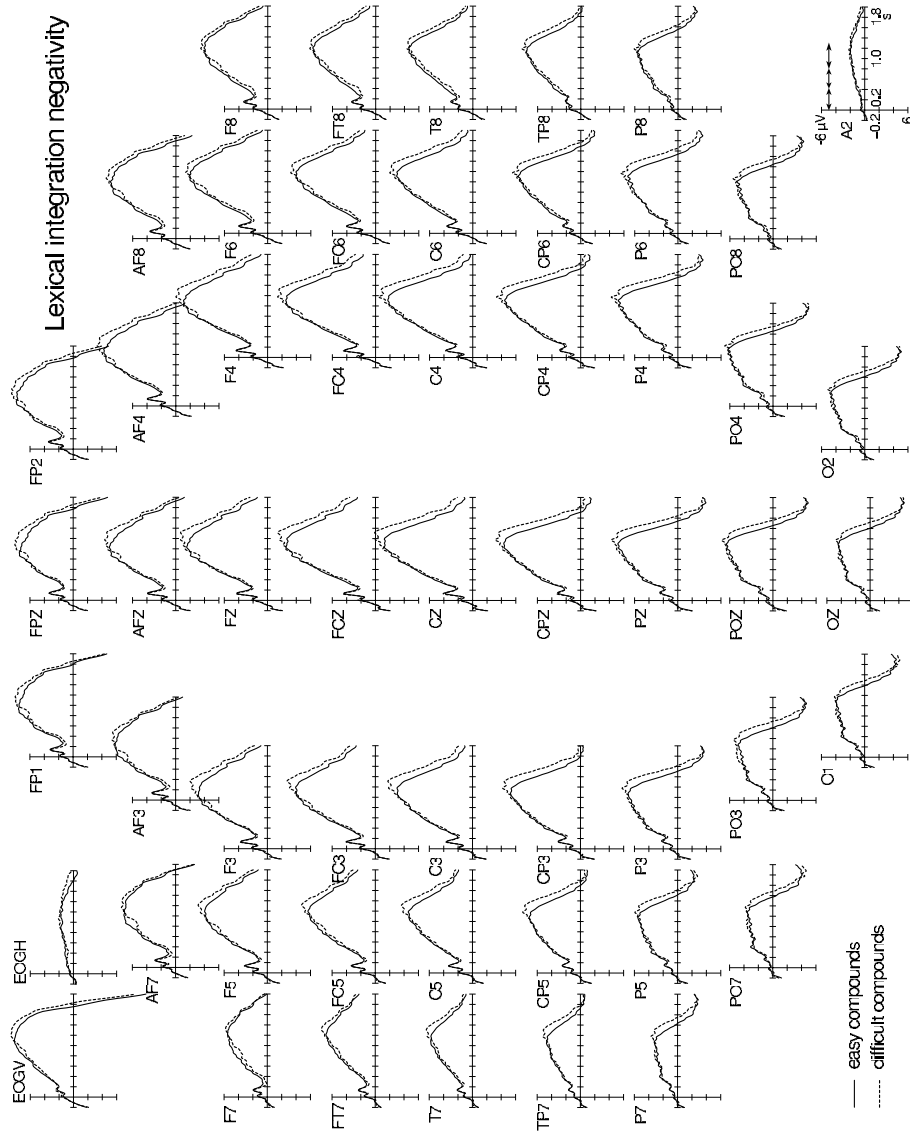 Lexical integration negativity
EOGV EOGH FP1 FPZ FP2
AF7 AF3 AFZ AF4 AF8
F7 F5 F3 FZ F4 F6 F8
FT7 FC5 FC3 FCZ FC4 FC6 FT8
T7 C5 C3 CZ C4 C6 T8
TP7 CP5 CP3 CPZ CP4 CP6 TP8
P7 P5 P3 PZ P4 P6 P8
PO7 PO3 POZ PO4 PO8
O1 OZ O2
-6 µV
A2
-0.2 0.2 1.0 1.8
s
6
easy compounds
difficult compounds